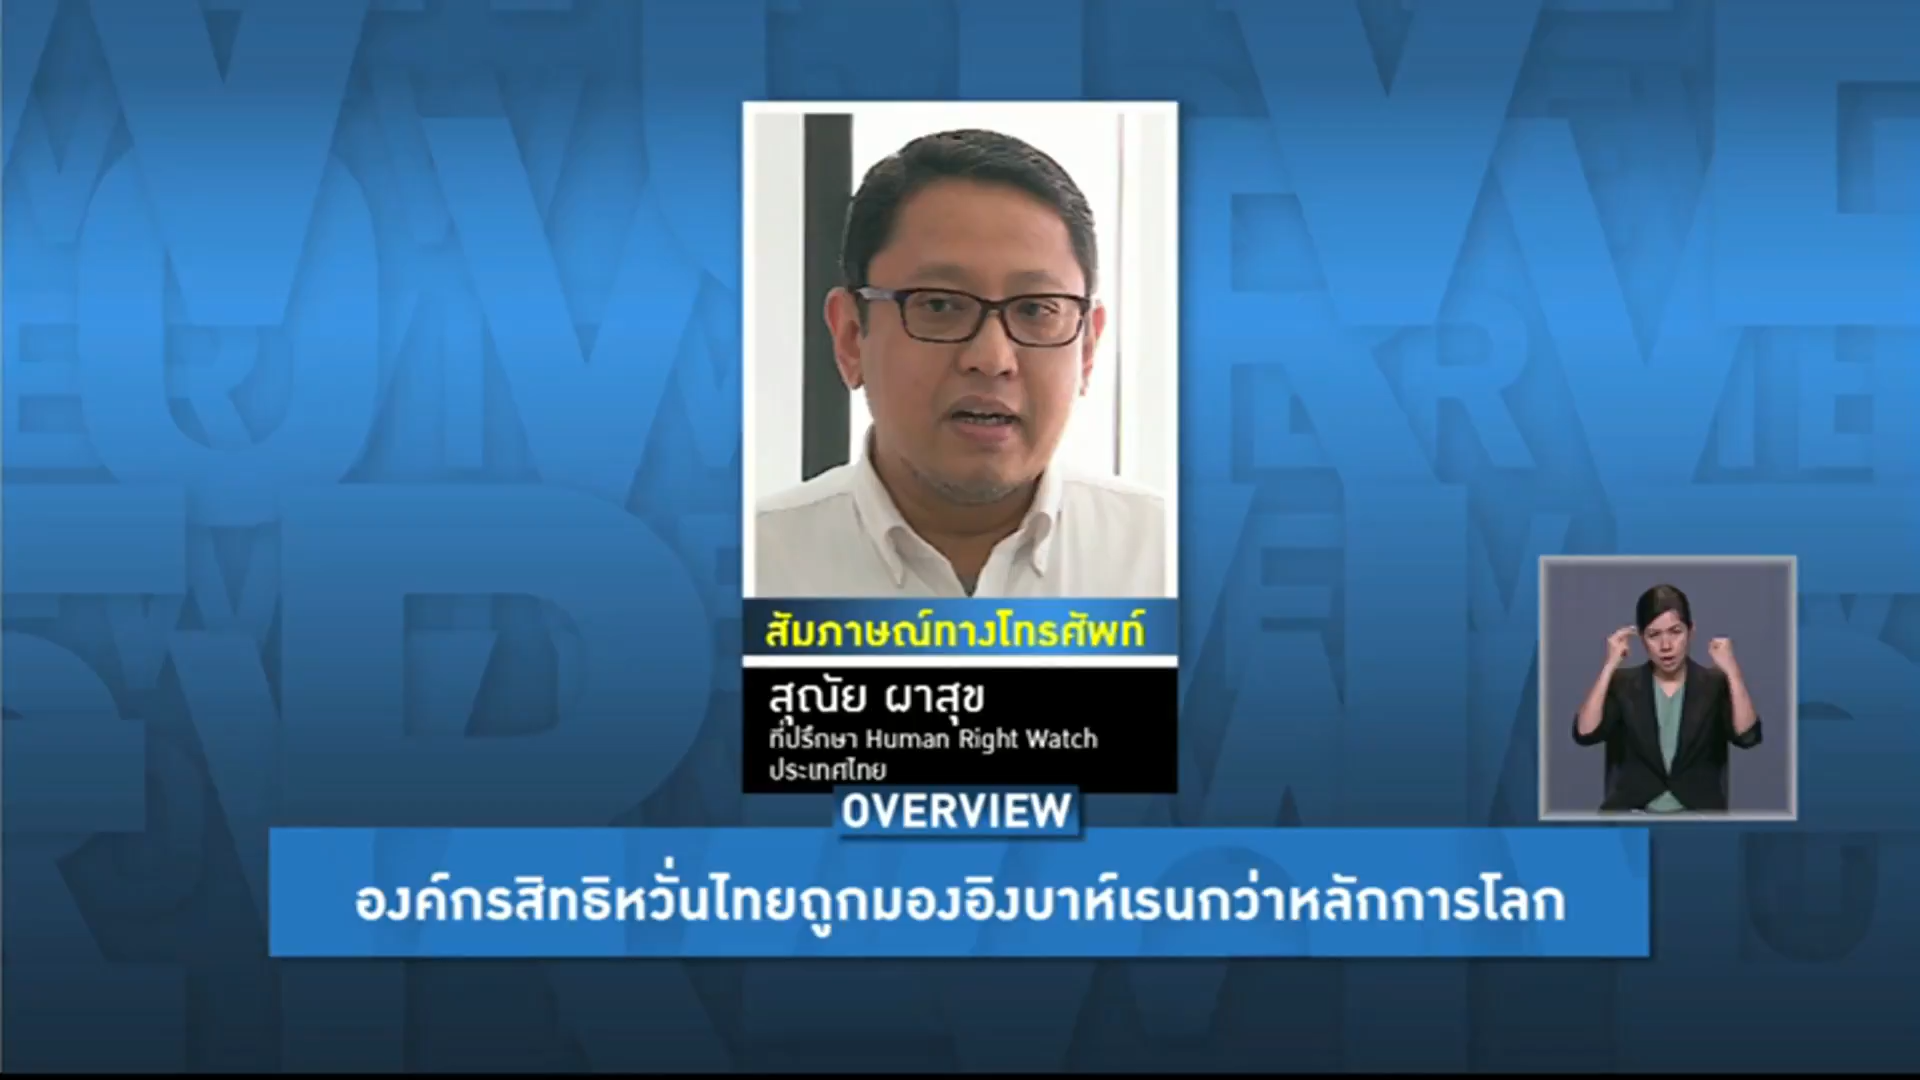 สัมภาษณ์ทางโทรศัพท์
สุณัย ผาสุข
ที่ปรึกษา Human Right Watch
ประเทศไทย
OVERVIEW
องค์กรสิทธิหวั่นไทยถูกมองอิงบาห์เรนกว่าหลักการโลก